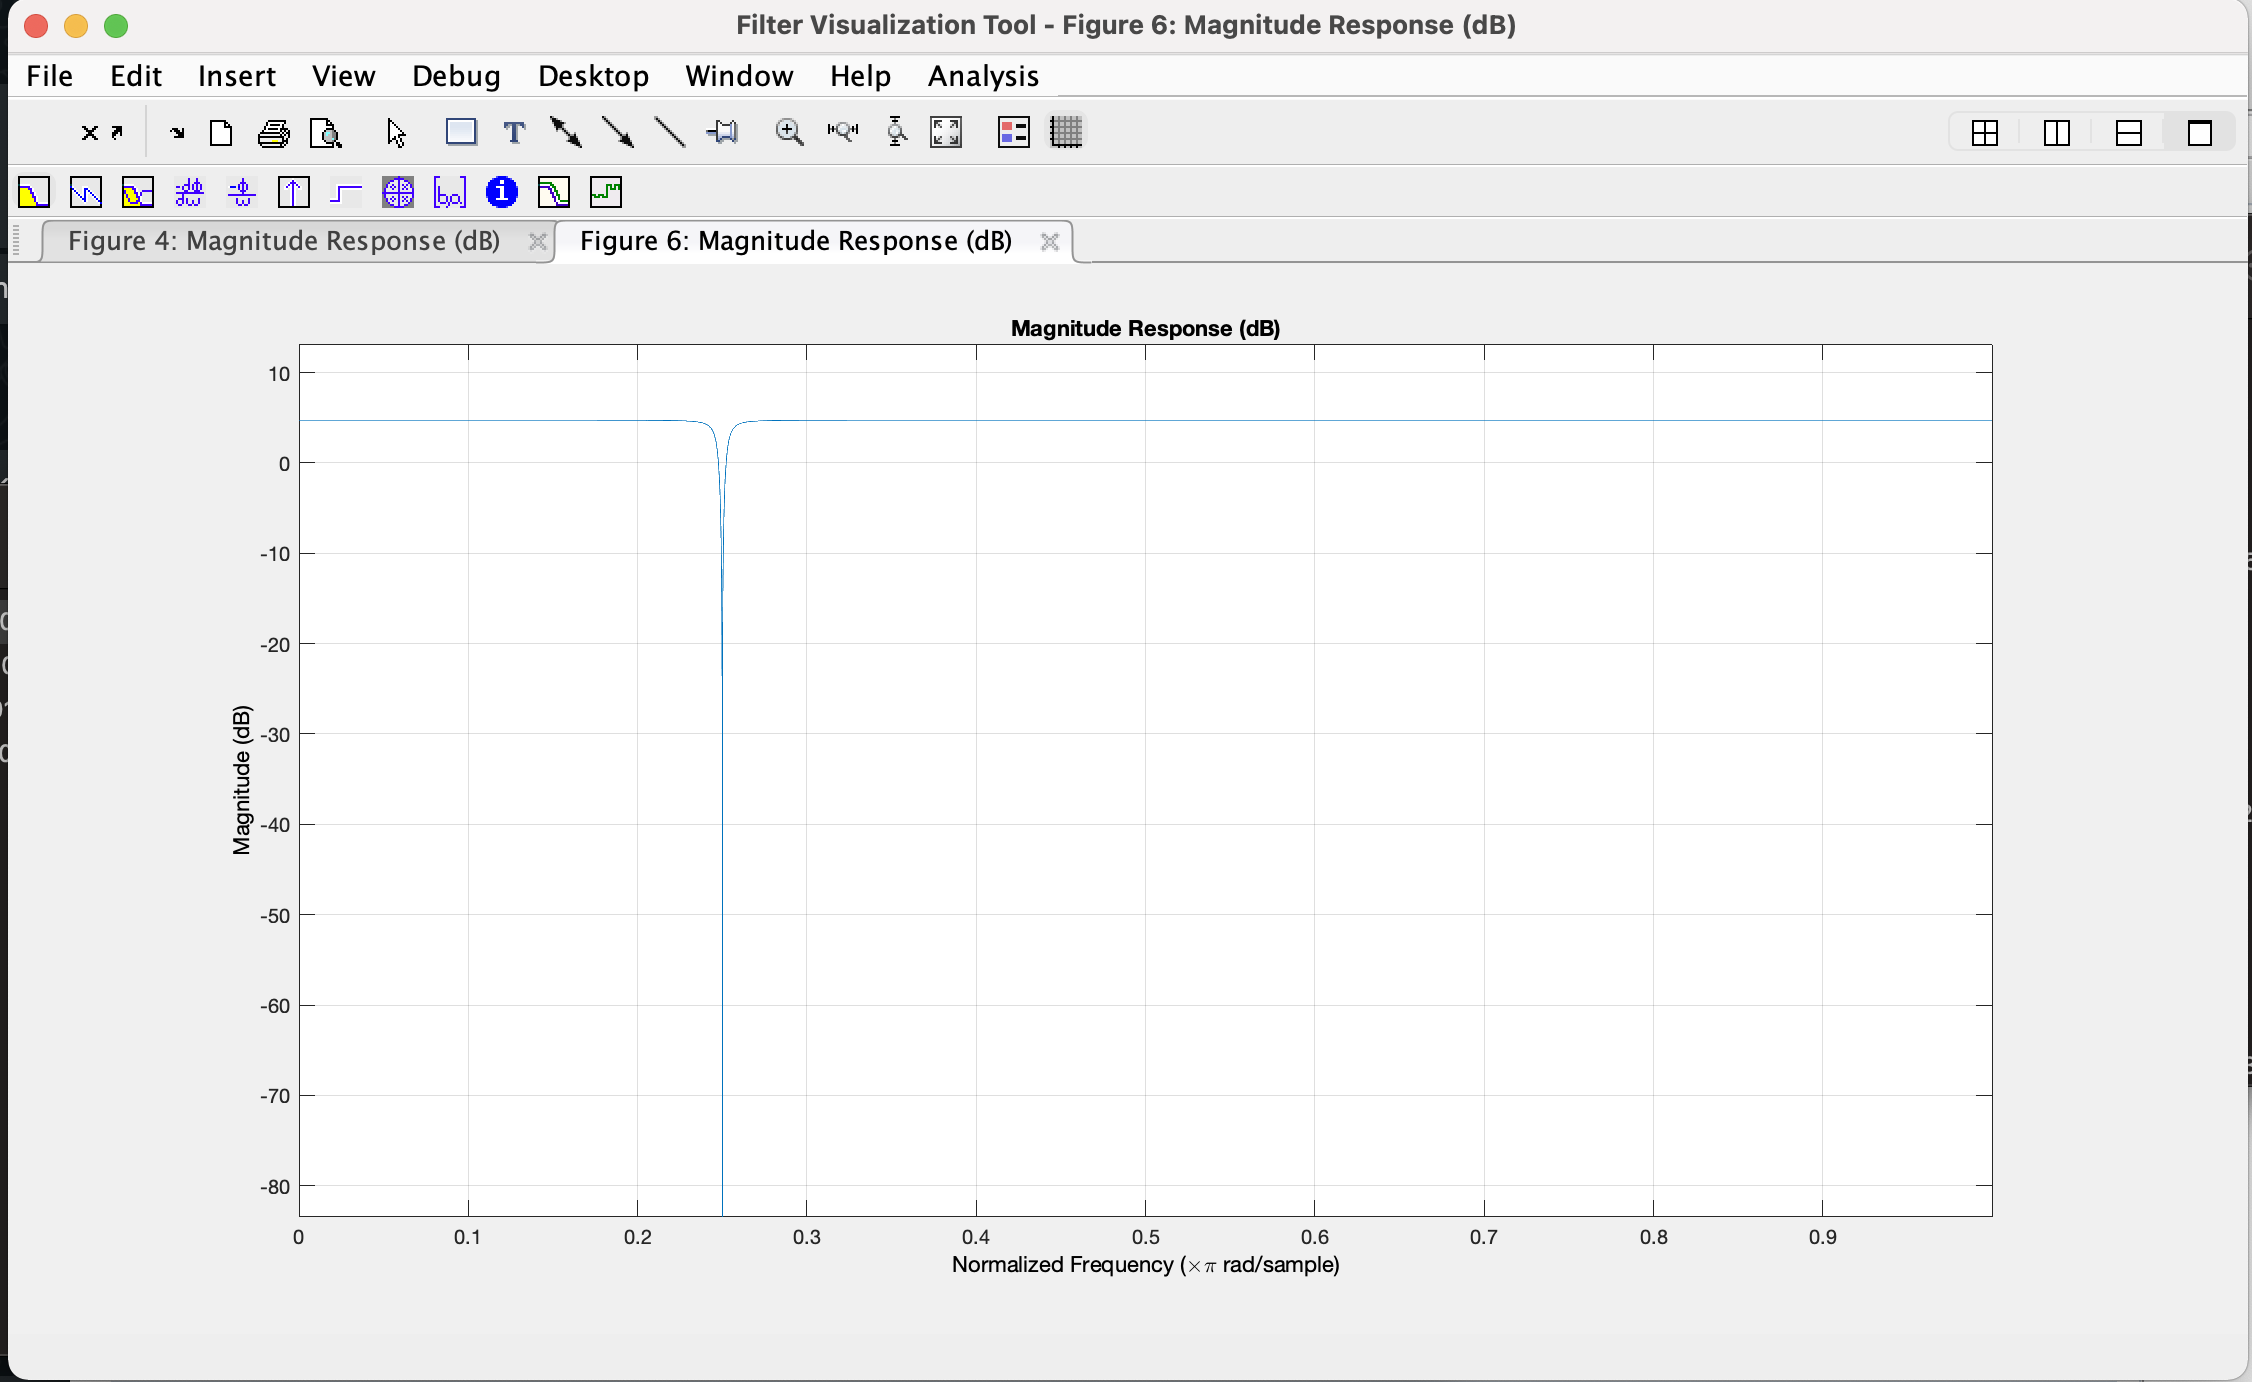 Filter Visualization Tool - Figure 6: Magnitude Response (dB)
File Edit Insert View Debug Desktop Window Help Analysis
Figure 4: Magnitude Response (dB) Figure 6: Magnitude Response (dB)
Magnitude Response (dB)
10
0
-10
-20
-30
-40
-50
-60
-70
-80
Magnitude (dB)
0 0.1 0.2 0.3 0.4 0.5 0.6 0.7 0.8 0.9
Normalized Frequency (×π rad/sample)